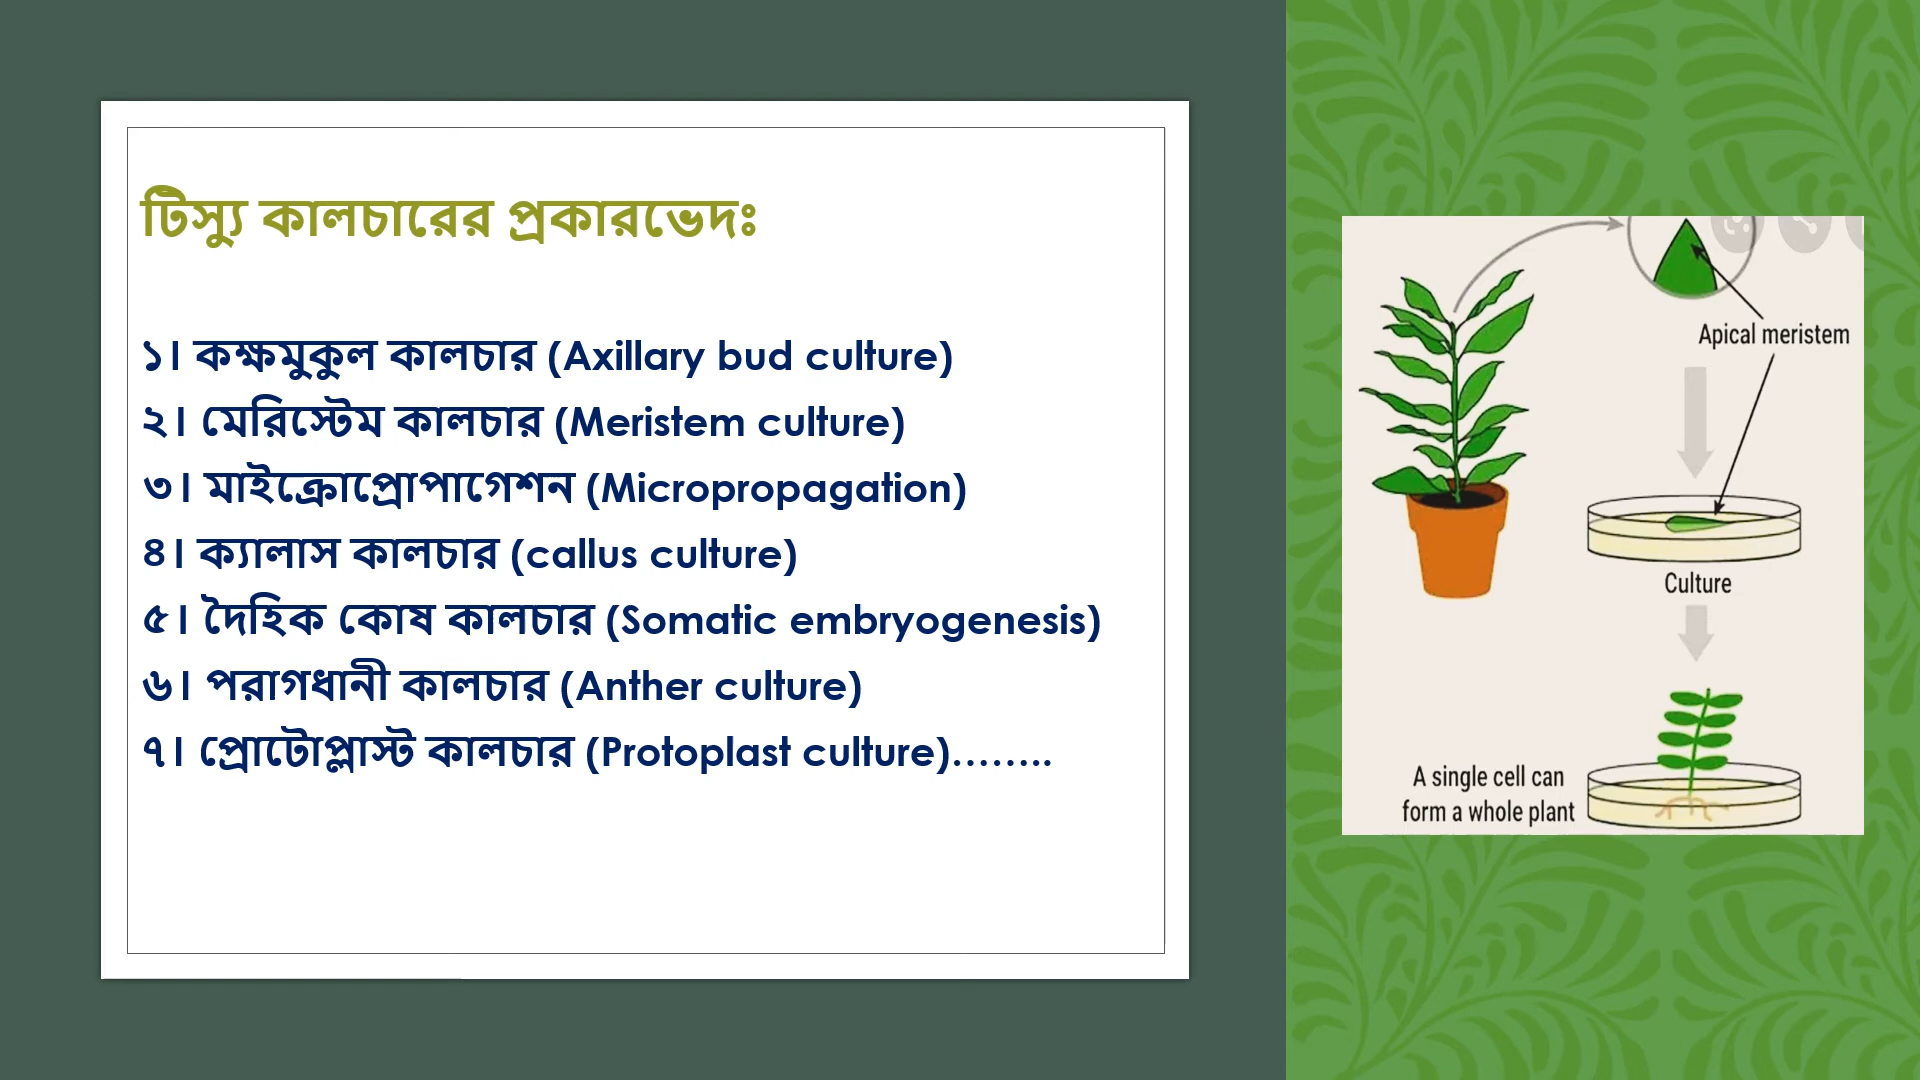 টিস্যু কালচারের প্রকারভেদঃ
১। কক্ষমুকুল কালচার (Axillary bud culture)
২। মেরিস্টেম কালচার (Meristem culture)
৩। মাইক্রোপ্রোপাগেশন (Micropropagation)
৪। ক্যালাস কালচার (callus culture)
৫। দৈহিক কোষ কালচার (Somatic embryogenesis)
৬। পরাগধানী কালচার (Anther culture)
৭। প্রোটোপ্লাস্ট কালচার (Protoplast culture)........
Apical meristem
Culture
A single cell can
form a whole plant